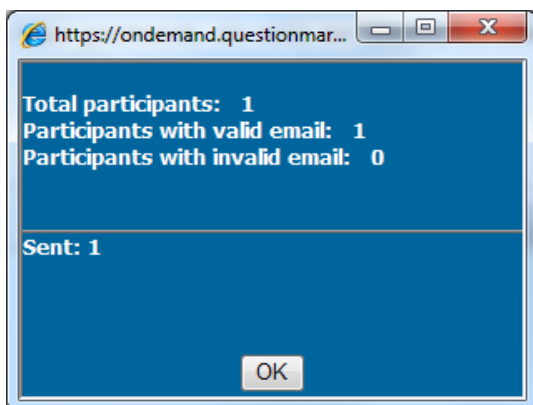 https://ondemand.questionmar...
Total participants: 1
Participants with valid email: 1
Participants with invalid email: 0
Sent: 1
OK